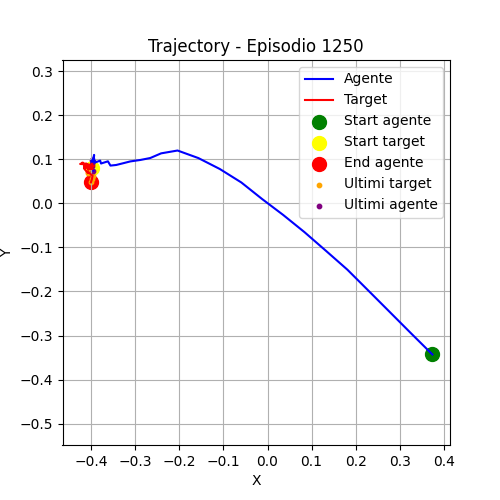 Trajectory - Episodio 1250
Agente
Target
Start agente
Start target
End agente
Ultimi target
Ultimi agente
0.3
0.2
0.1
0.0
−0.1
−0.2
−0.3
−0.4
−0.5
Y
−0.4 −0.3 −0.2 −0.1 0.0 0.1 0.2 0.3 0.4
X